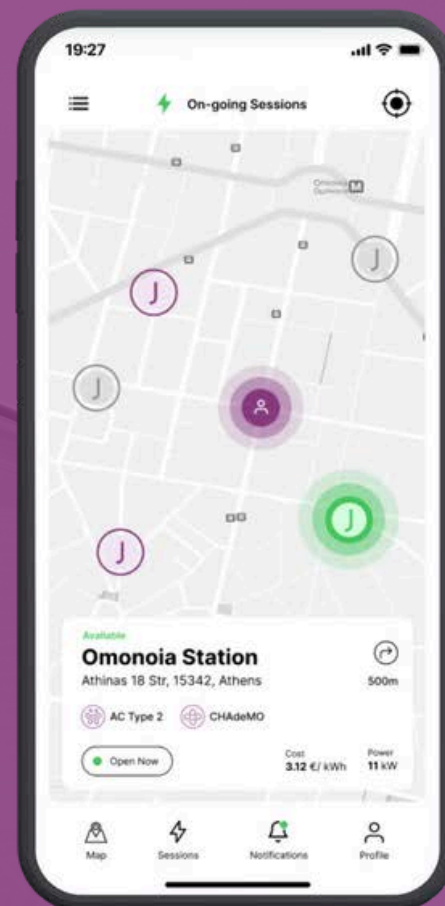 19:27
On-going Sessions
J
J
J
J
J
Available
Omonoia Station
Athinas 18 Str, 15342, Athens
500m
AC Type 2
CHAdeMO
Open Now
Cost
3.12 €/ kWh
Power
11 kW
Map
Sessions
Notifications
Profile